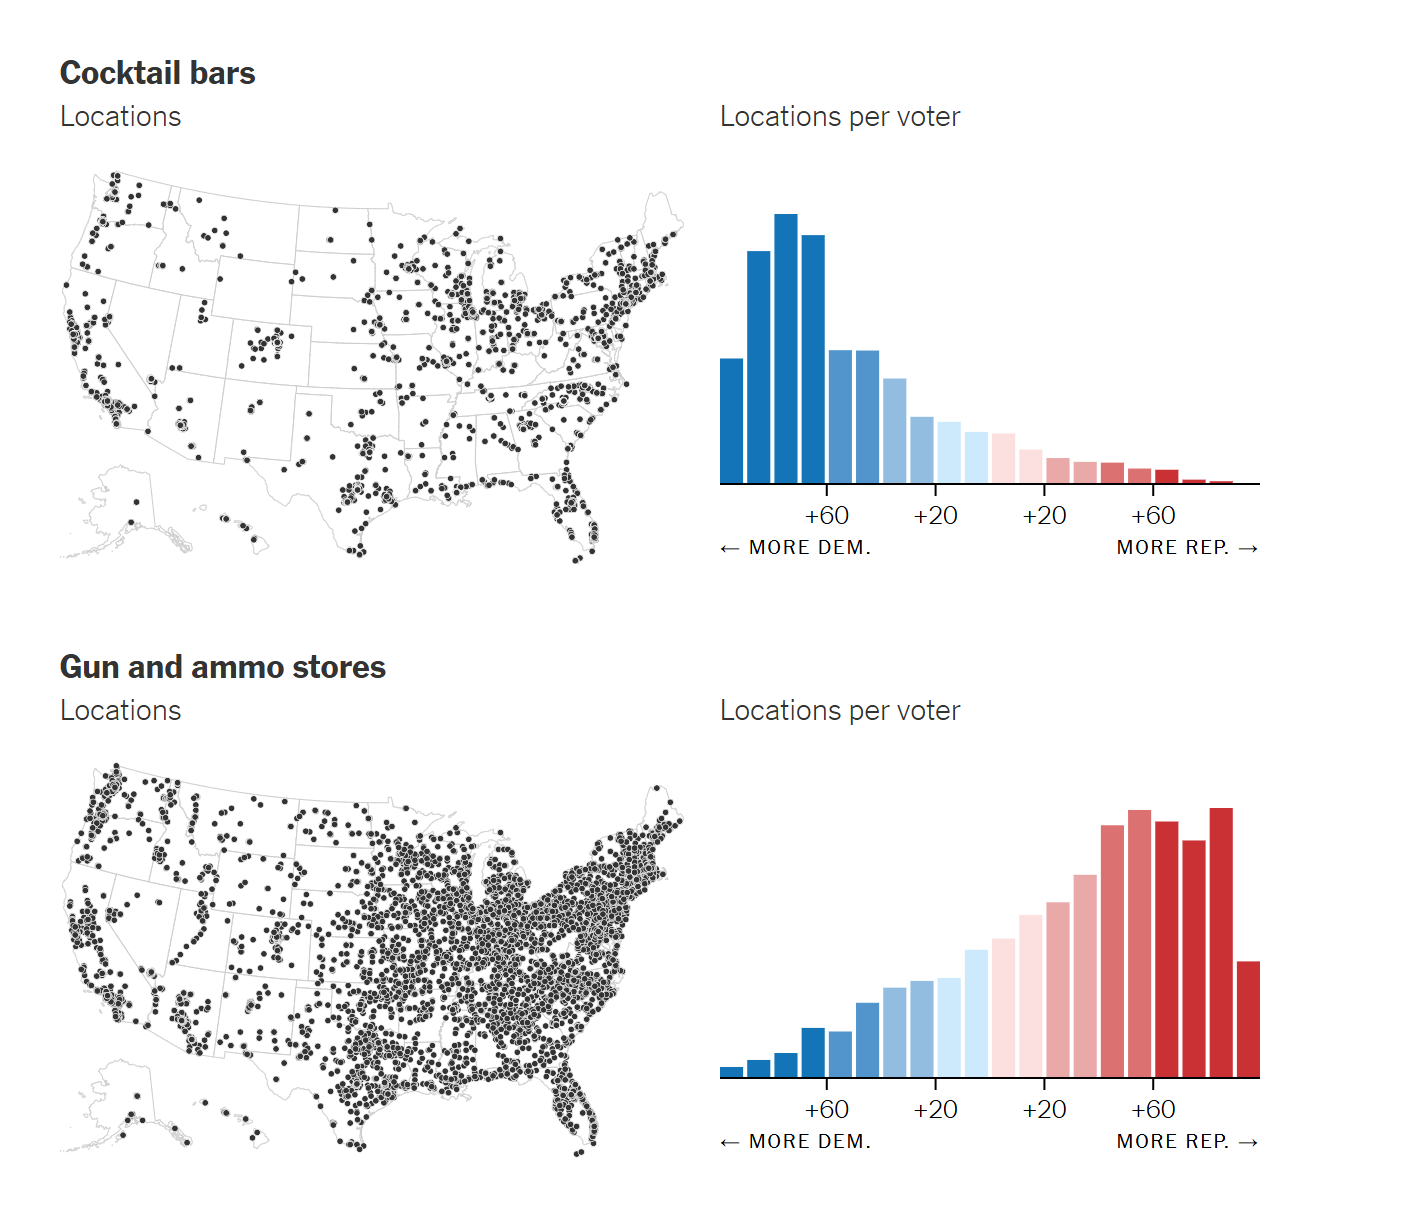 Cocktail bars
Locations
Locations per voter
+60 +20 +20 +60
← MORE DEM. MORE REP. →
Gun and ammo stores
Locations
Locations per voter
+60 +20 +20 +60
← MORE DEM. MORE REP. →